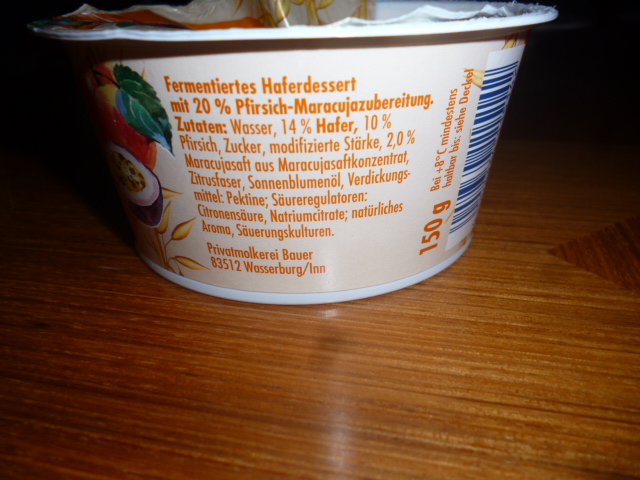 Fermentiertes Haferdessert
mit 20 % Pfirsich-Maracujazubereitung.
Zutaten: Wasser, 14 % Hafer, 10 %
Pfirsich, Zucker, modifizierte Stärke, 2,0 %
Maracujasaft aus Maracujasaftkonzentrat,
Zitrusfaser, Sonnenblumenöl, Verdickungs-
mittel: Pektine; Säureregulatoren:
Citronensäure, Natriumcitrate; natürliches
Aroma, Säuerungskulturen.
Privatmolkerei Bauer
83512 Wasserburg/Inn
150 g
Bei +8°C mindestens
haltbar bis: siehe Deckel